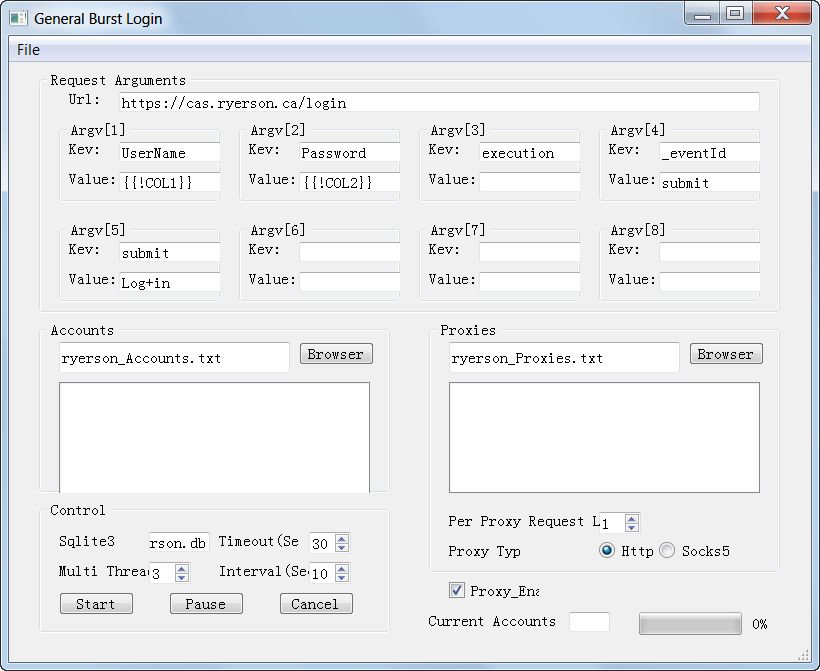 General Burst Login
File
Request Arguments
Url: https://cas.ryerson.ca/login
Argv[1] Argv[2] Argv[3] Argv[4]
Kev: UserName Kev: Password Kev: execution Kev: _eventId
Value: {{!COL1}} Value: {{!COL2}} Value: Value: submit
Argv[5] Argv[6] Argv[7] Argv[8]
Kev: submit Kev: Kev: Kev:
Value: Log+in Value: Value: Value:
Accounts
ryerson_Accounts.txt Browser
Proxies
ryerson_Proxies.txt Browser
Control
Sqlite3 rson.db Timeout(Se 30
Multi Threa 3 Interval(Se 10
Start Pause Cancel
Per Proxy Request L 1
Proxy Typ Http Socks5
Proxy_Ena
Current Accounts 0%